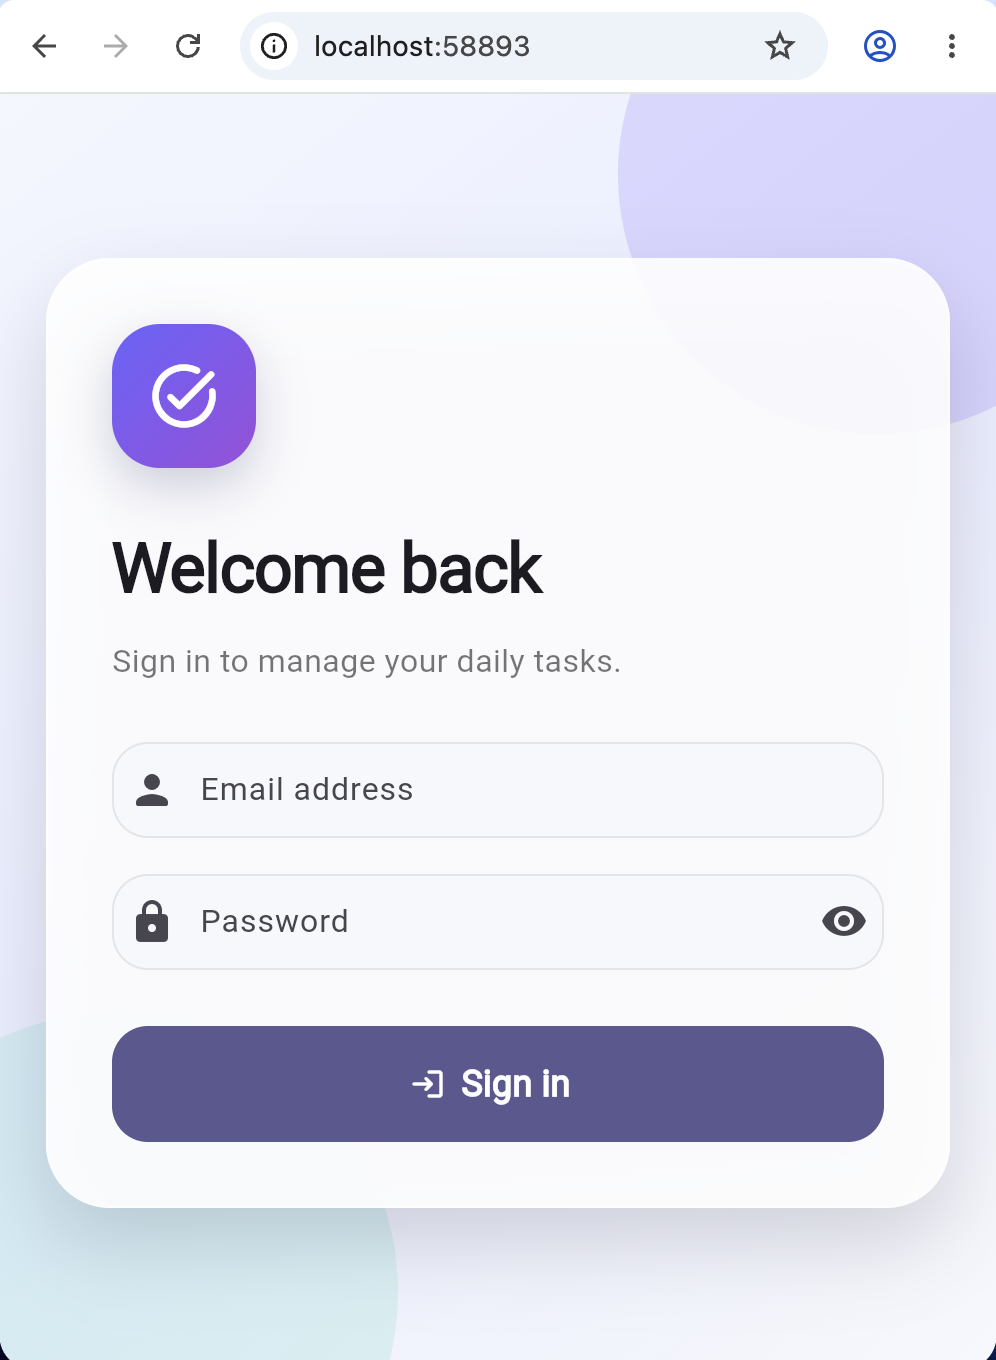 localhost:58893
Welcome back
Sign in to manage your daily tasks.
Email address
Password
Sign in